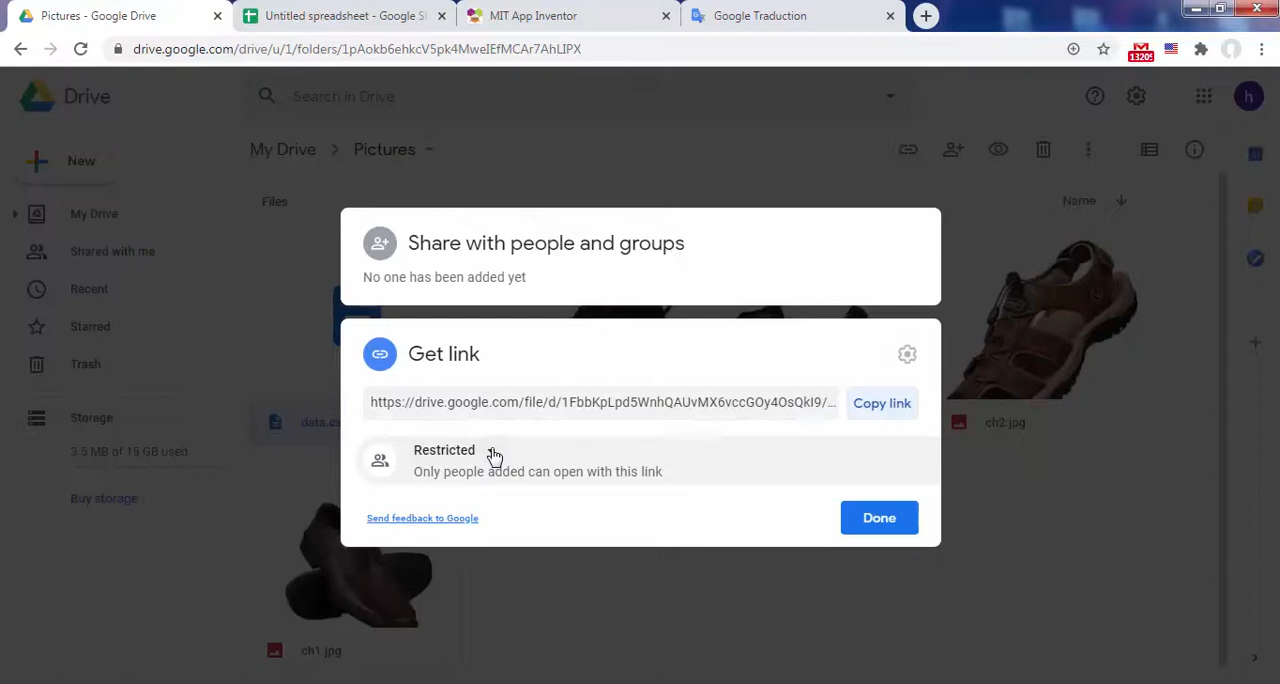 Pictures - Google Drive
Untitled spreadsheet - Google S
MIT App Inventor
Google Traduction
drive.google.com/drive/u/1/folders/1pAokb6ehkcV5pk4MweIEfMCAr7AhLIPX
13209
Drive
Search in Drive
h
New
My Drive > Pictures
Files
Name
My Drive
Shared with me
Recent
Starred
Trash
Storage
3.5 MB of 15 GB used
Buy storage
Share with people and groups
No one has been added yet
Get link
https://drive.google.com/file/d/1FbbKpLpd5WnhQAUvMX6vccGOy4OsQkI9/...
Copy link
Restricted
Only people added can open with this link
Send feedback to Google
Done
data.cs
ch2.jpg
ch1.jpg